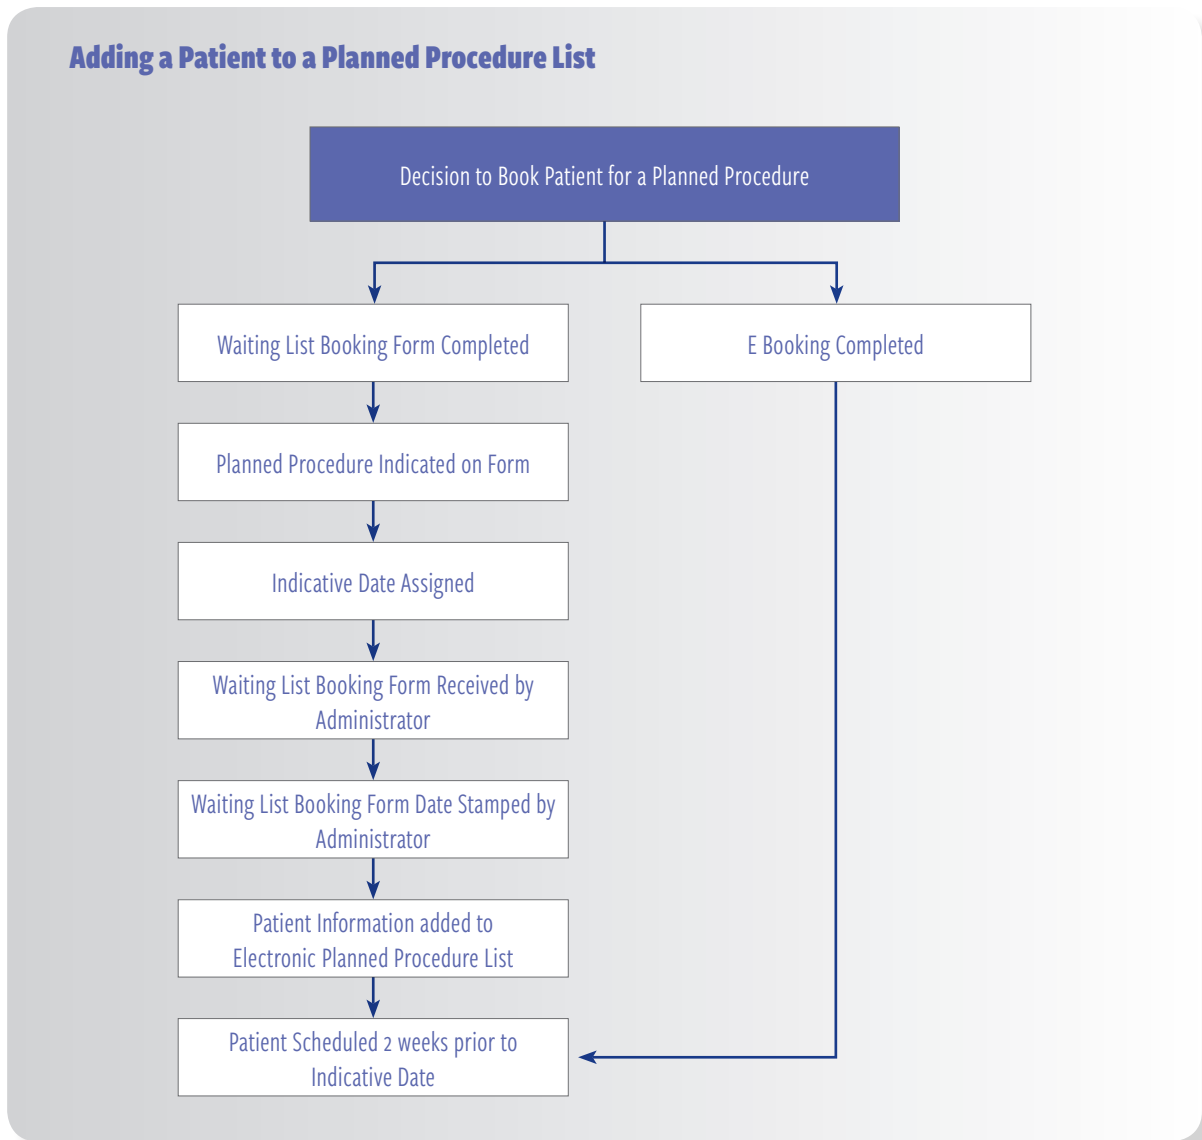 Adding a Patient to a Planned Procedure List
Decision to Book Patient for a Planned Procedure
Waiting List Booking Form Completed
E Booking Completed
Planned Procedure Indicated on Form
Indicative Date Assigned
Waiting List Booking Form Received by
Administrator
Waiting List Booking Form Date Stamped by
Administrator
Patient Information added to
Electronic Planned Procedure List
Patient Scheduled 2 weeks prior to
Indicative Date